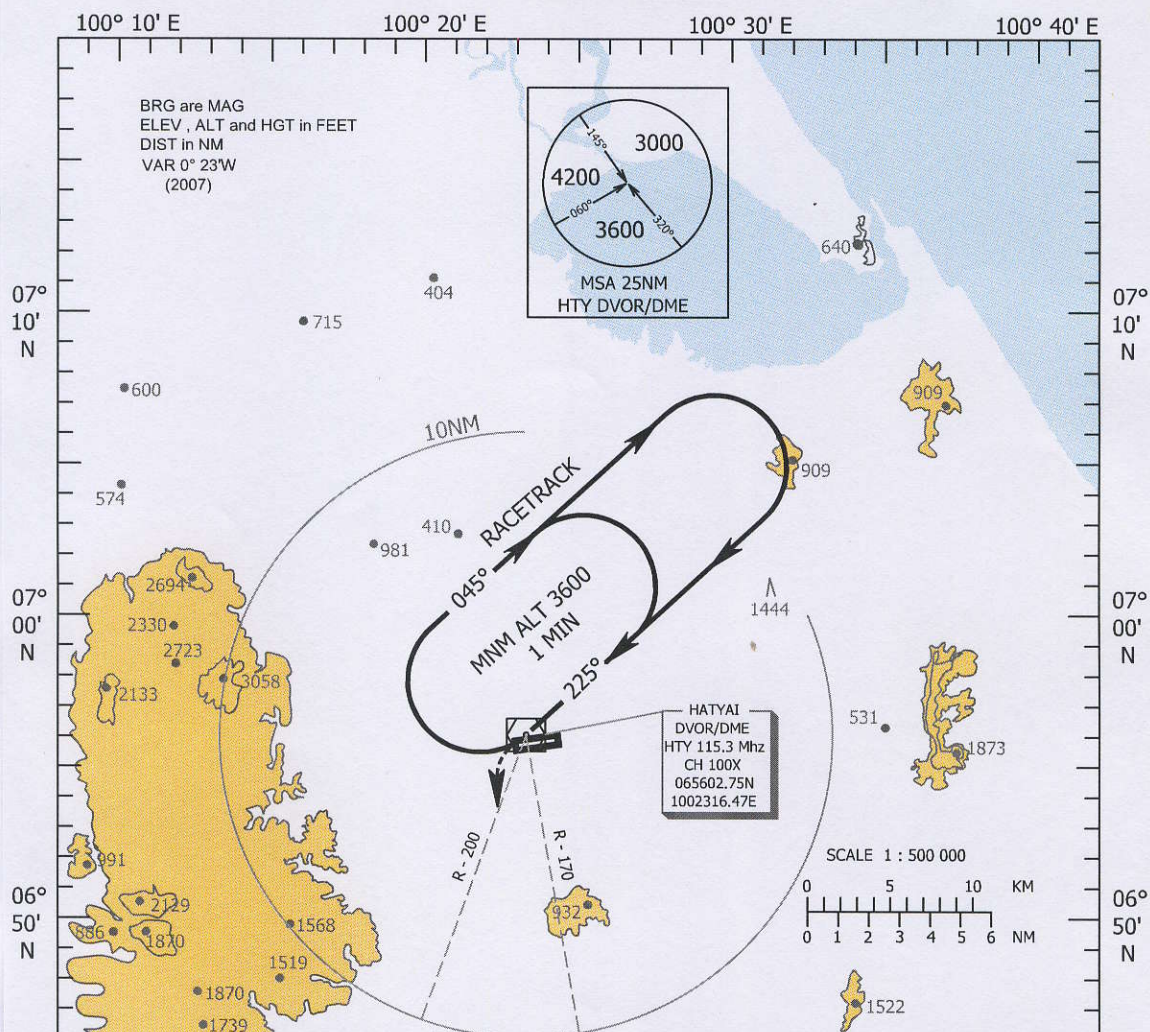 100° 10' E
100° 20' E
100° 30' E
100° 40' E
BRG are MAG
ELEV , ALT and HGT in FEET
DIST in NM
VAR 0° 23'W
(2007)
145°
3000
4200
060°
3600
320°
MSA 25NM
HTY DVOR/DME
640
404
715
600
574
07°
10'
N
07°
10'
N
909
10NM
RACETRACK
909
410
981
045°
MNM ALT 3600
1 MIN
225°
1444
07°
00'
N
07°
00'
N
2694
2330
2723
2133
3058
531
1873
HATYAI
DVOR/DME
HTY 115.3 Mhz
CH 100X
065602.75N
1002316.47E
R - 200
R - 170
SCALE 1 : 500 000
0 5 10 KM
0 1 2 3 4 5 6 NM
991
2129
886
1870
1568
932
06°
50'
N
06°
50'
N
1519
1870
1739
1522